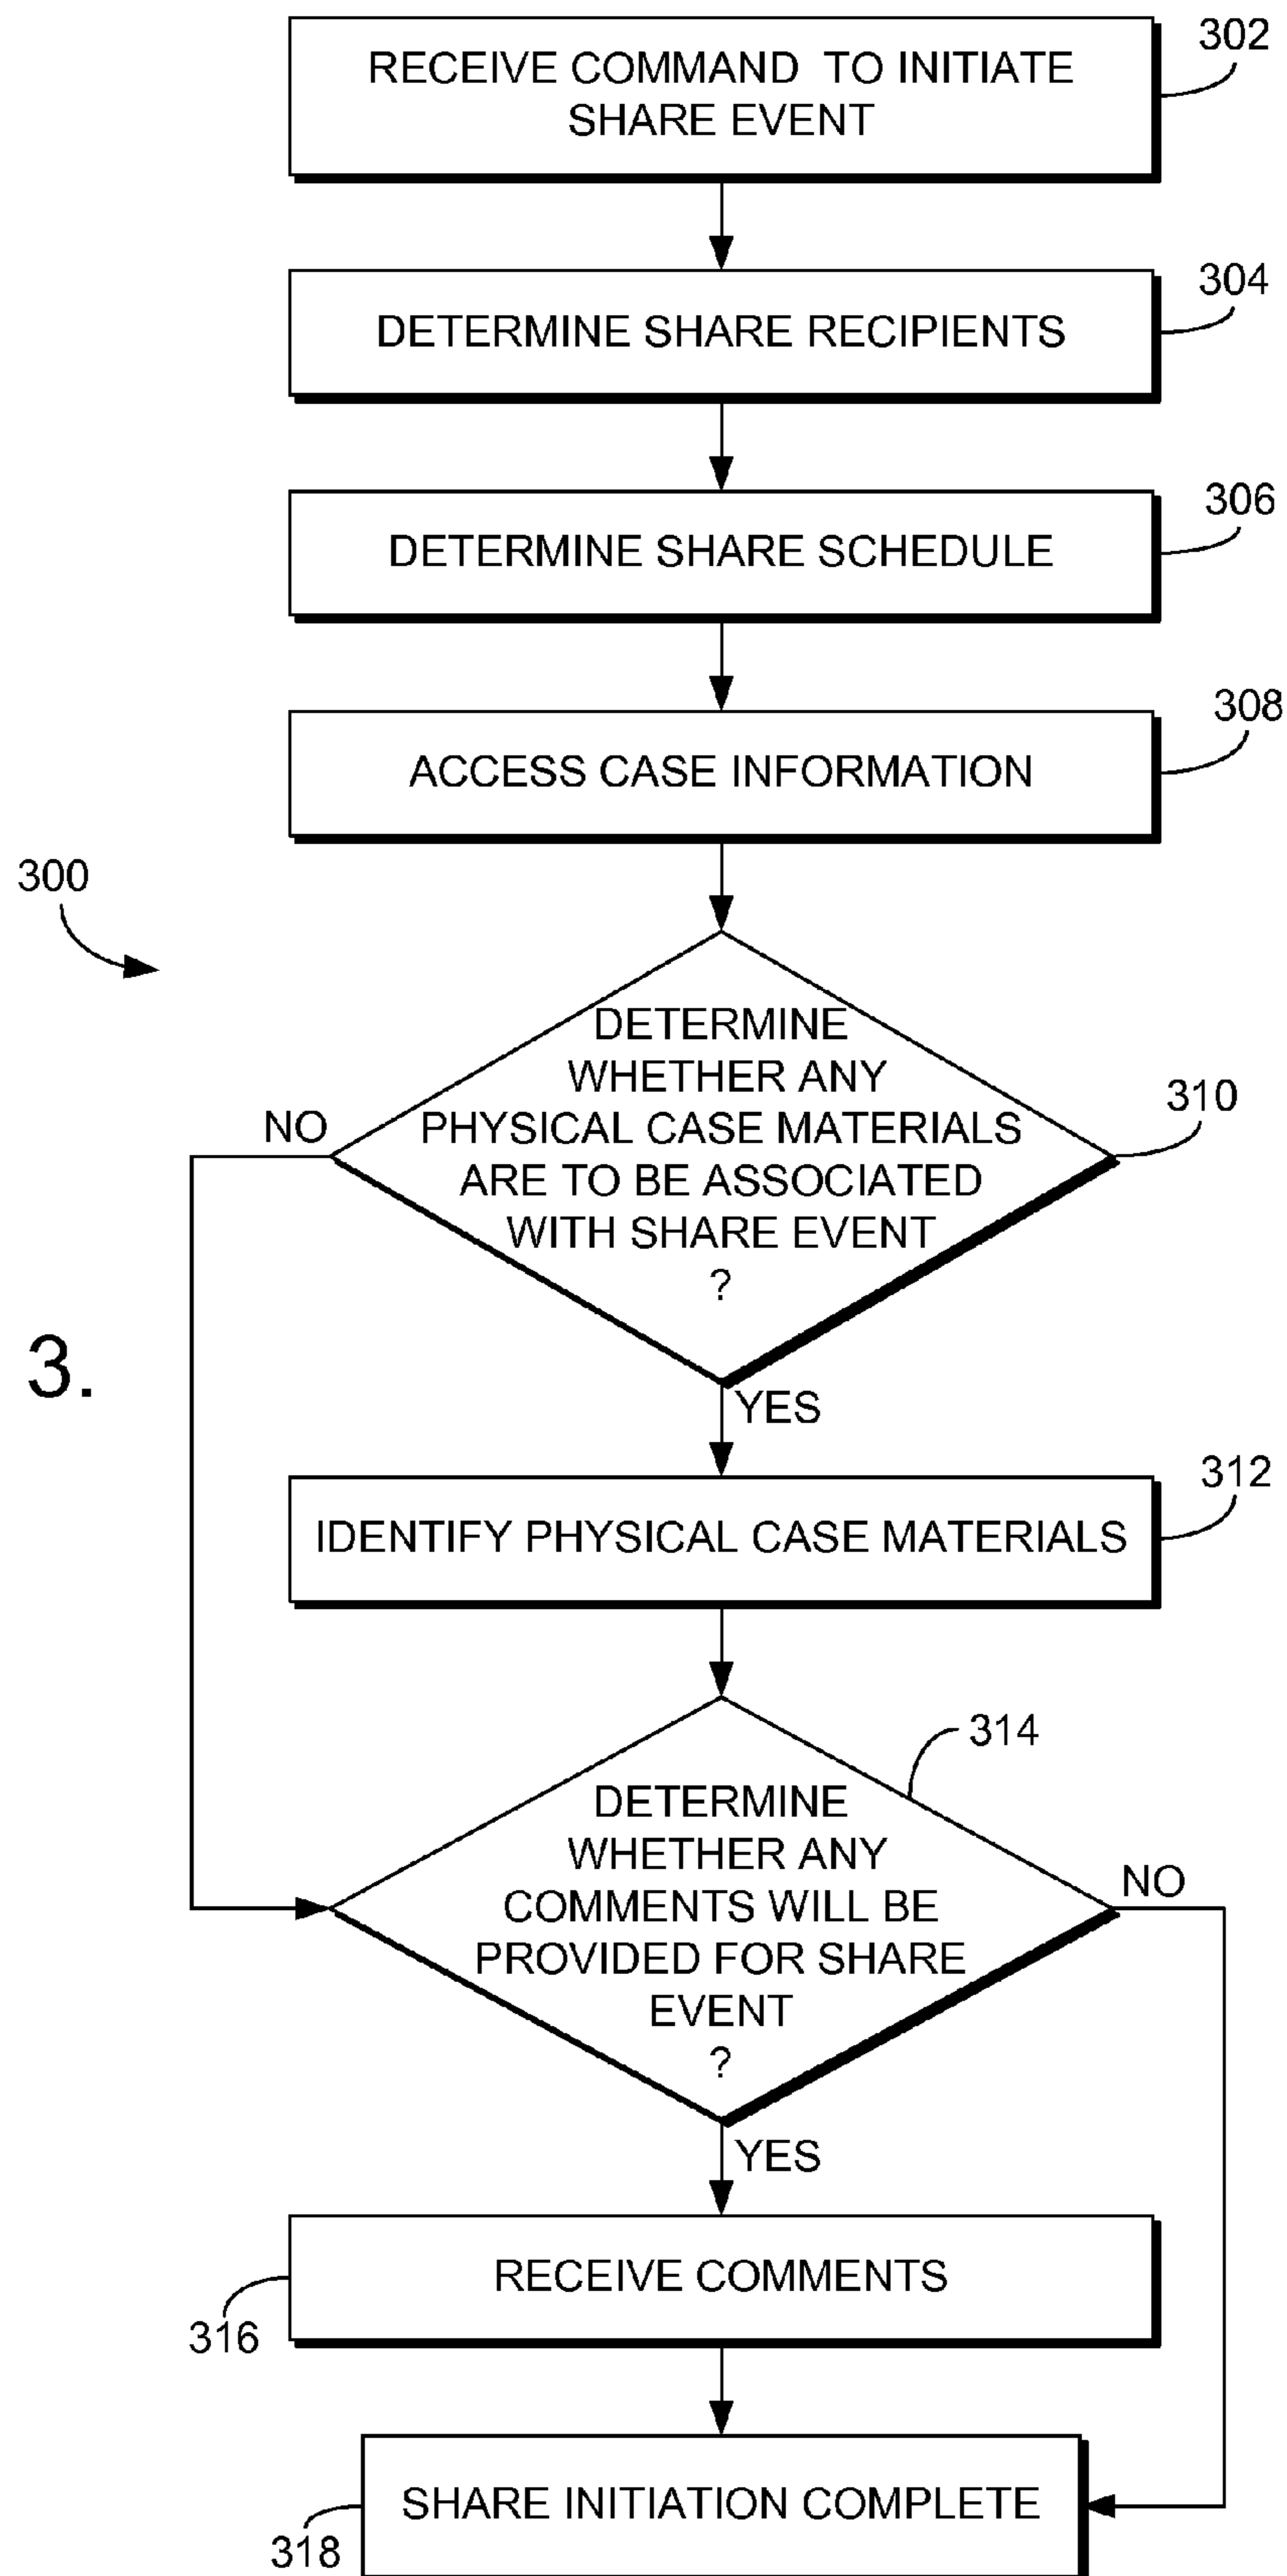 302
RECEIVE COMMAND TO INITIATE
SHARE EVENT
304
DETERMINE SHARE RECIPIENTS
306
DETERMINE SHARE SCHEDULE
308
ACCESS CASE INFORMATION
300
DETERMINE
WHETHER ANY
PHYSICAL CASE MATERIALS
ARE TO BE ASSOCIATED
WITH SHARE EVENT
?
310
NO
3.
YES
312
IDENTIFY PHYSICAL CASE MATERIALS
314
DETERMINE
WHETHER ANY
COMMENTS WILL BE
PROVIDED FOR SHARE
EVENT
?
NO
YES
RECEIVE COMMENTS
316
SHARE INITIATION COMPLETE
318